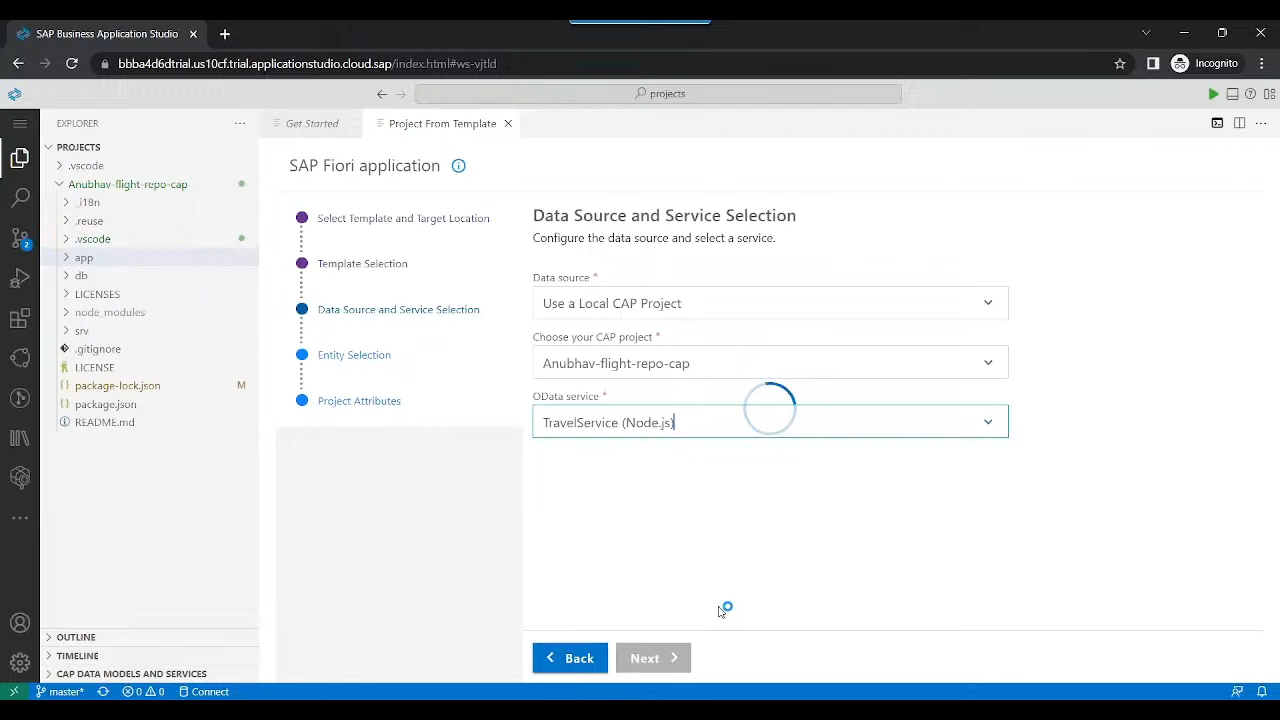 SAP Business Application Studio
bbba4d6dtrial.us10cf.trial.applicationstudio.cloud.sap/index.html#ws-vjtld
Incognito
projects
EXPLORER
Get Started
Project From Template
PROJECTS
.vscode
Anubhav-flight-repo-cap
_i18n
.reuse
.vscode
app
db
LICENSES
node_modules
srv
.gitignore
LICENSE
package-lock.json M
package.json
README.md
OUTLINE
TIMELINE
CAP DATA MODELS AND SERVICES
2
SAP Fiori application
Select Template and Target Location
Template Selection
Data Source and Service Selection
Entity Selection
Project Attributes
Data Source and Service Selection
Configure the data source and select a service.
Data source *
Use a Local CAP Project
Choose your CAP project *
Anubhav-flight-repo-cap
OData service *
TravelService (Node.js)
Back
Next
master*
0 0
Connect